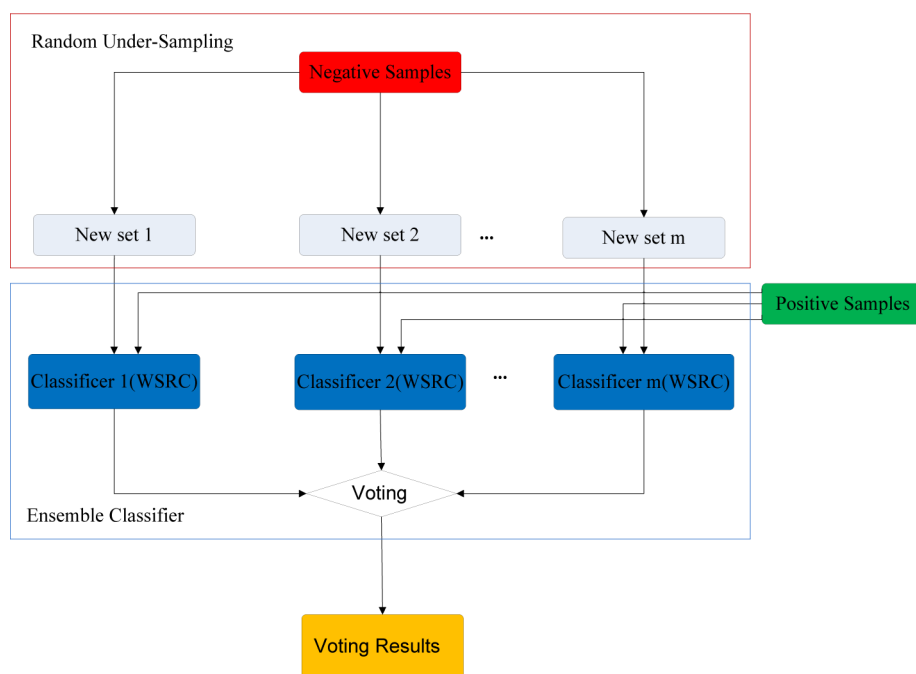 Random Under-Sampling
Negative Samples
New set 1
New set 2
...
New set m
Positive Samples
Classificer 1(WSRC)
Classificer 2(WSRC)
...
Classificer m(WSRC)
Voting
Ensemble Classifier
Voting Results